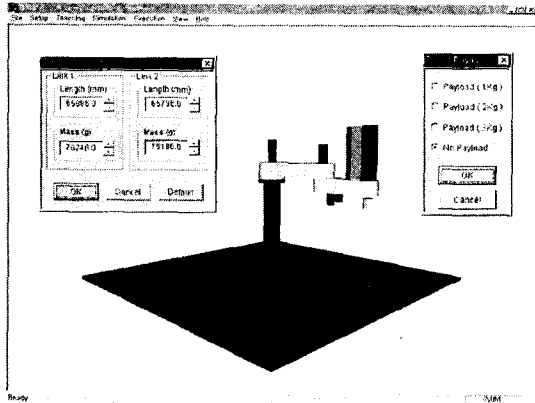 File Setup Teaching Simulation Execution View Help
Link 1
Link 2
Length (mm)
Length (mm)
Mass (g)
Mass (g)
OK
Cancel
Default
Payload (1Kg)
Payload (2Kg)
Payload (3Kg)
No Payload
OK
Cancel
Ready
NUM